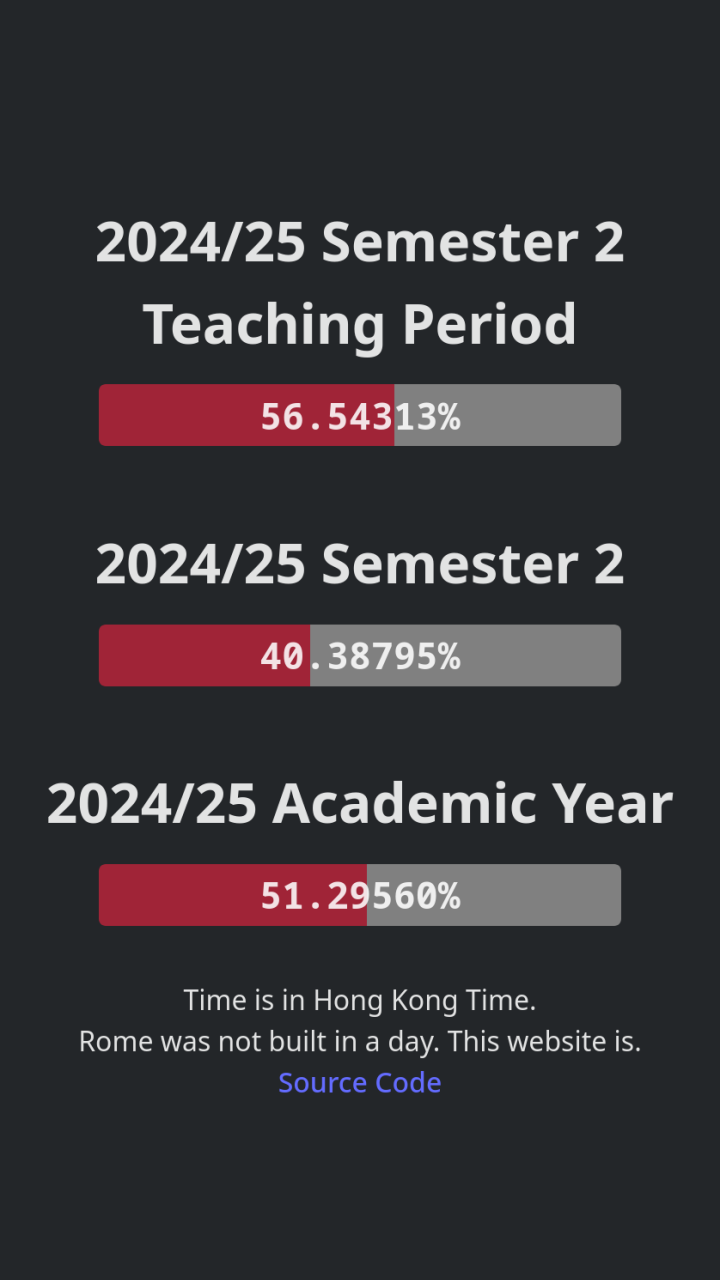 2024/25 Semester 2
Teaching Period
56.54313%
2024/25 Semester 2
40.38795%
2024/25 Academic Year
51.29560%
Time is in Hong Kong Time.
Rome was not built in a day. This website is.
Source Code